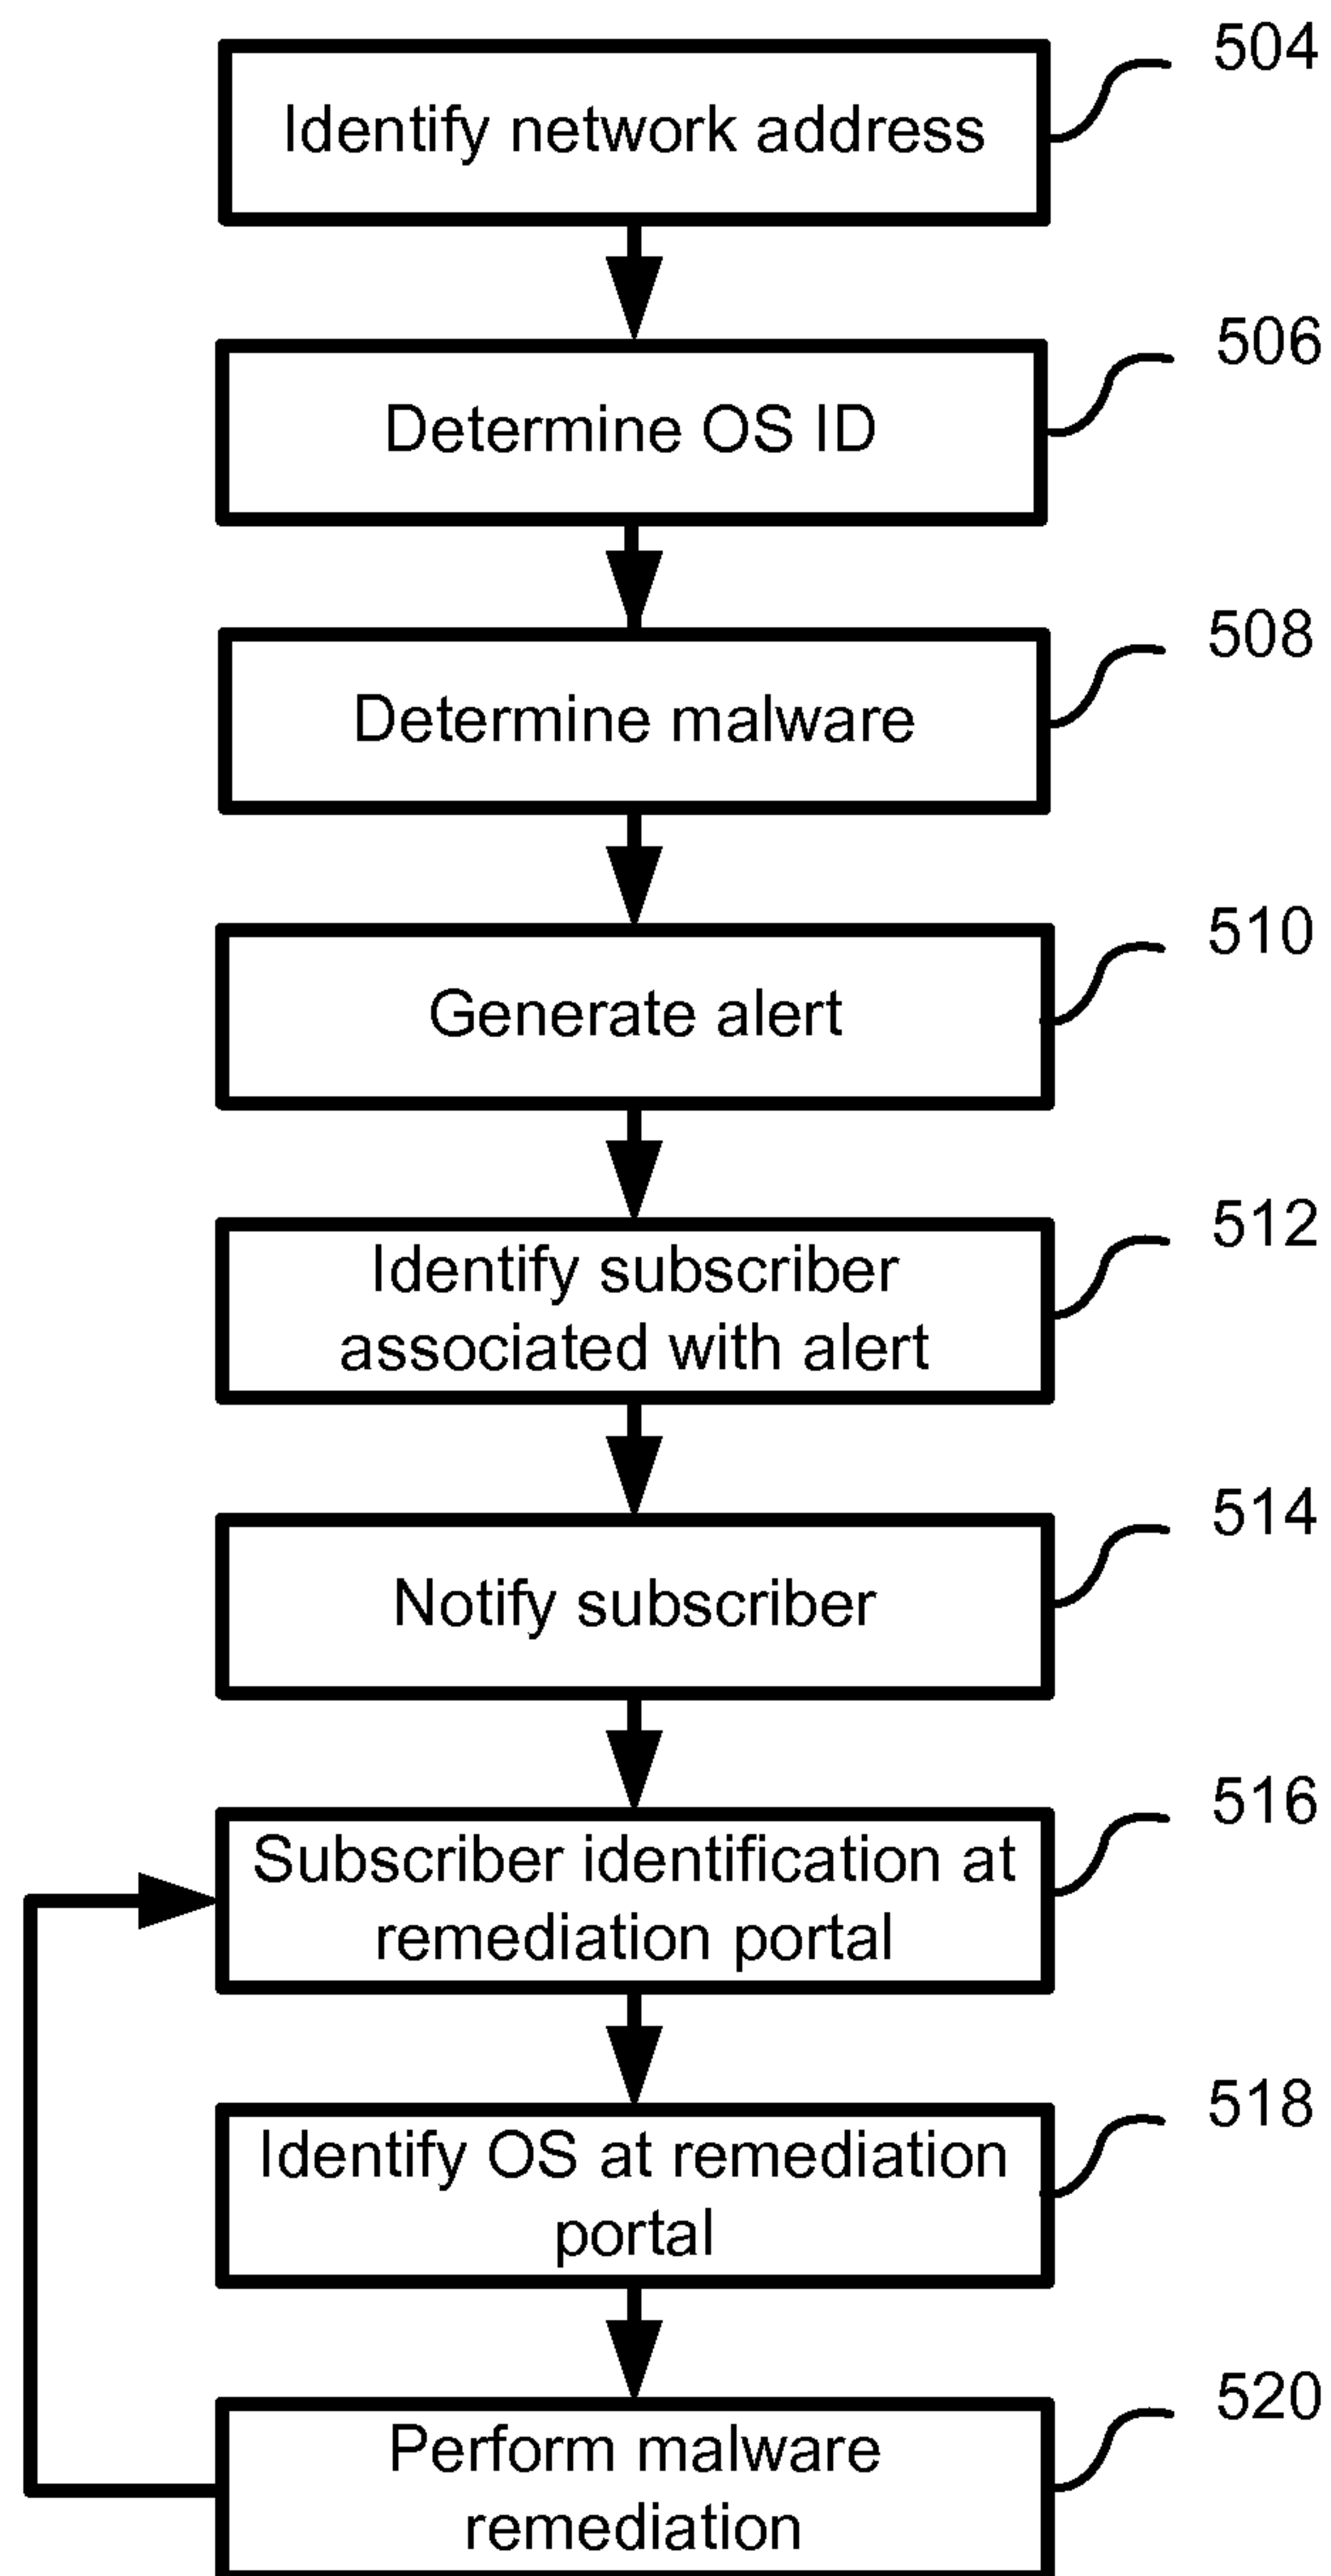 504
Identify network address
506
Determine OS ID
508
Determine malware
510
Generate alert
512
Identify subscriber
associated with alert
514
Notify subscriber
516
Subscriber identification at
remediation portal
518
Identify OS at remediation
portal
520
Perform malware
remediation